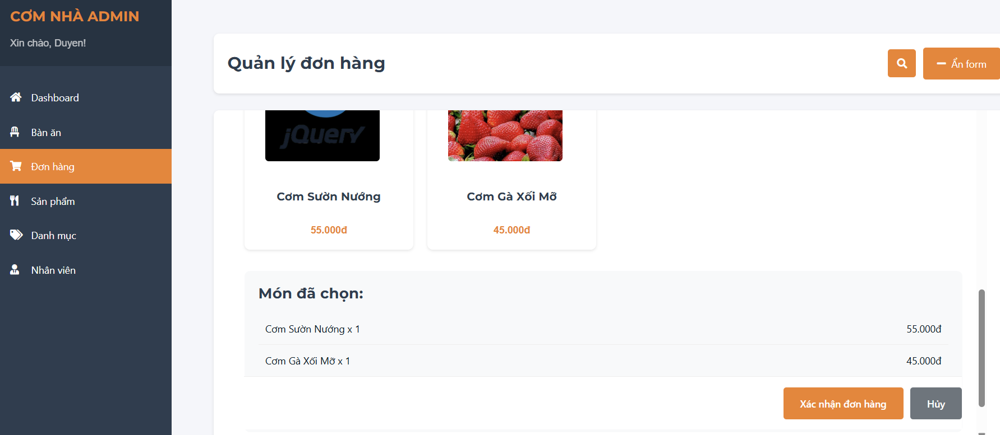 CƠM NHÀ ADMIN
Xin chào, Duyen!
Dashboard
Bàn ăn
Đơn hàng
Sản phẩm
Danh mục
Nhân viên
Quản lý đơn hàng
Ẩn form
jQuery
Cơm Sườn Nướng
55.000đ
Cơm Gà Xối Mỡ
45.000đ
Món đã chọn:
Cơm Sườn Nướng x 1 55.000đ
Cơm Gà Xối Mỡ x 1 45.000đ
Xác nhận đơn hàng Hủy